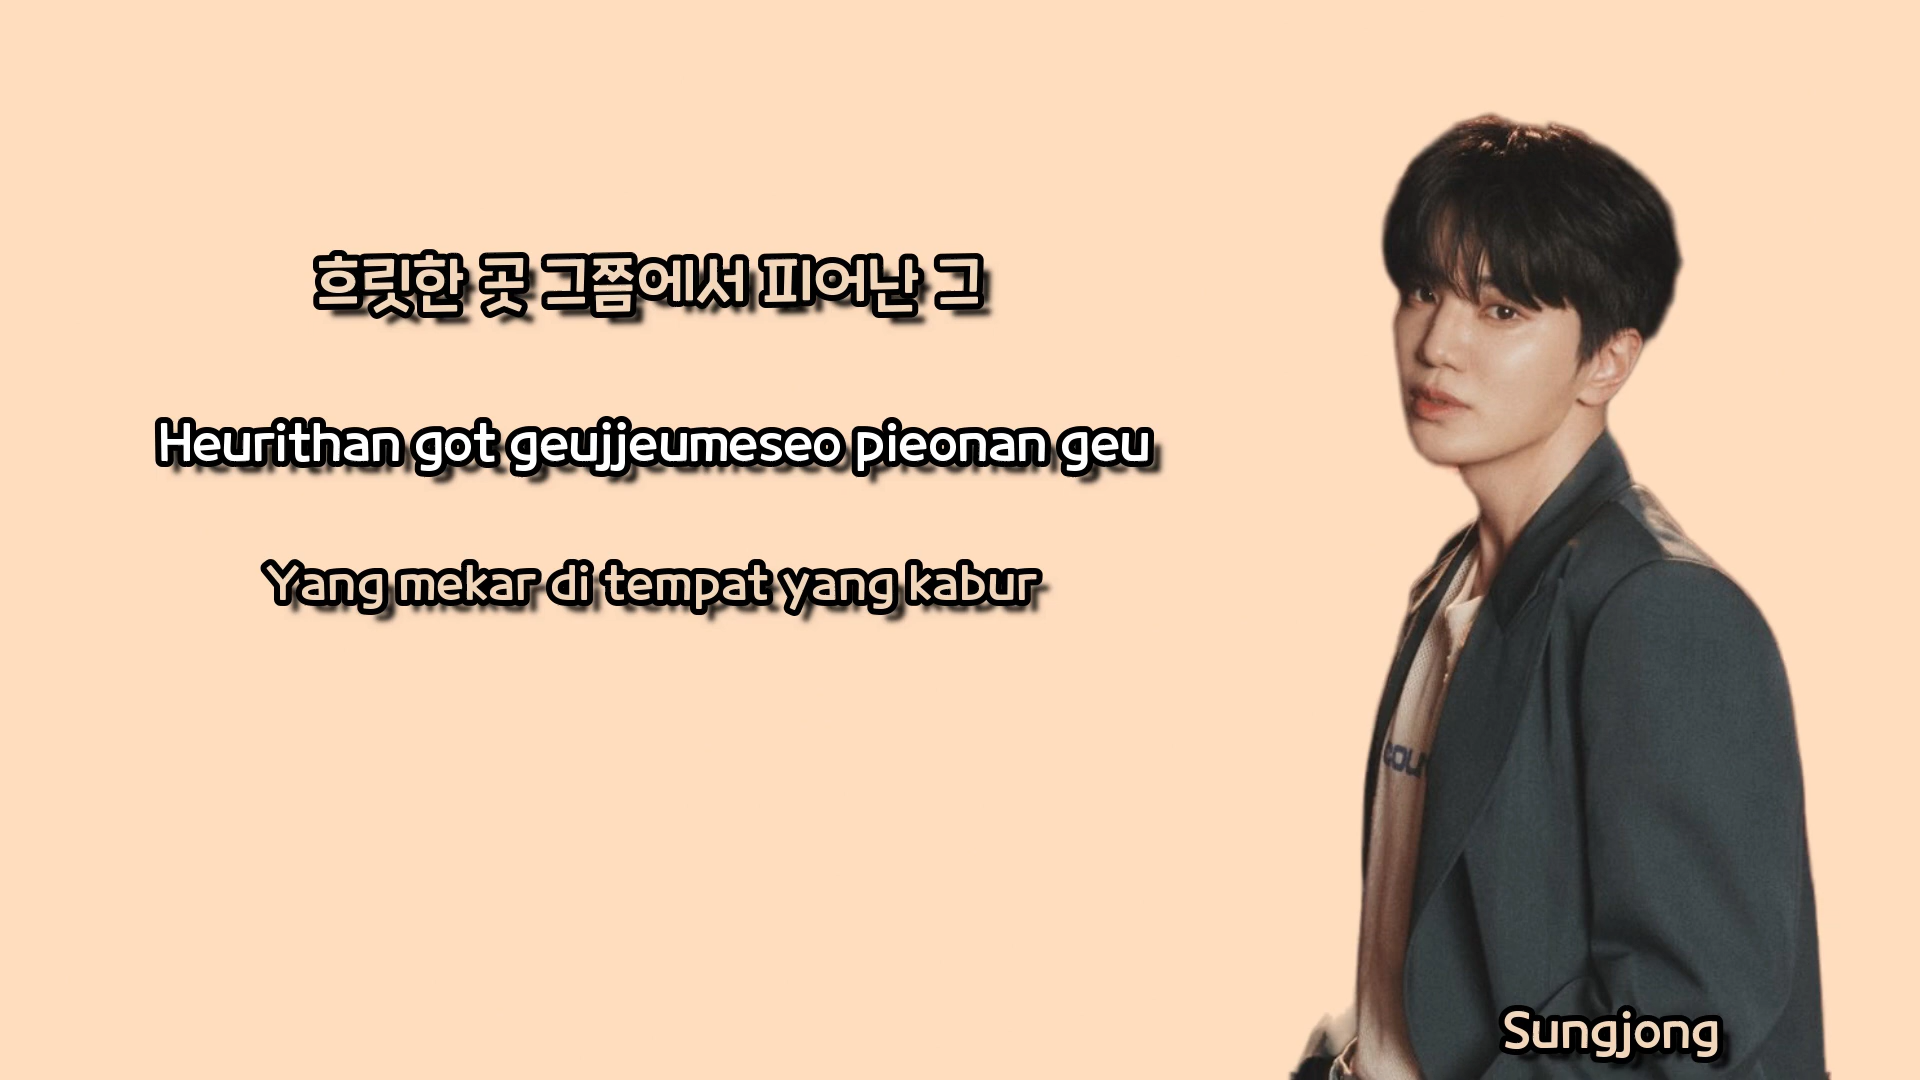 흐릿한 곳 그쯤에서 피어난 그
Heurithan got geujjeumeseo pieonan geu
Yang mekar di tempat yang kabur
Sungjong